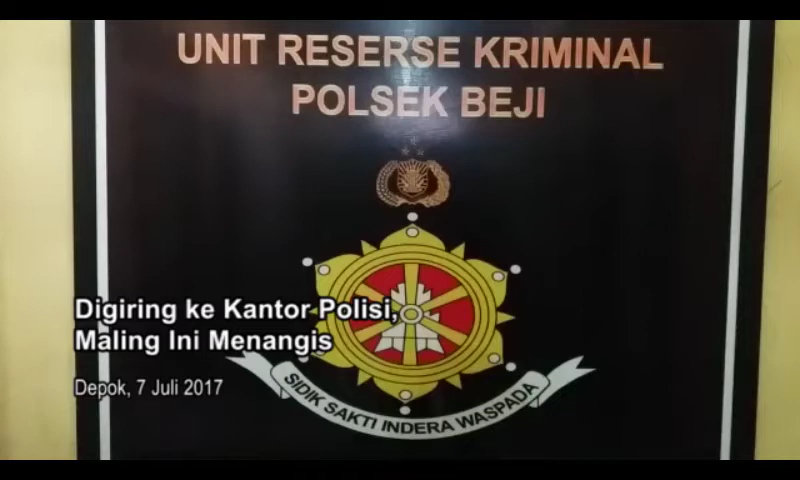 UNIT RESERSE KRIMINAL
POLSEK BEJI
Digiring ke Kantor Polisi,
Maling Ini Menangis
Depok, 7 Juli 2017
SIDIK SAKTI INDERA WASPADA